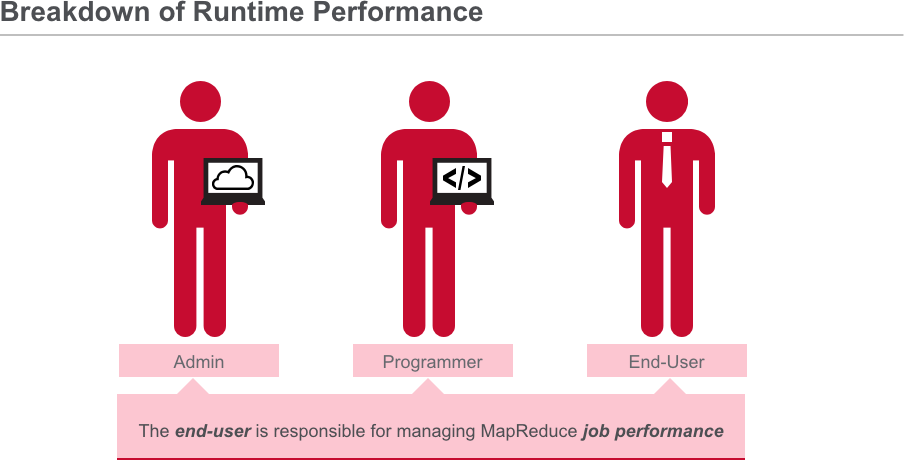 Breakdown of Runtime Performance
</>
Admin
Programmer
End-User
The end-user is responsible for managing MapReduce job performance